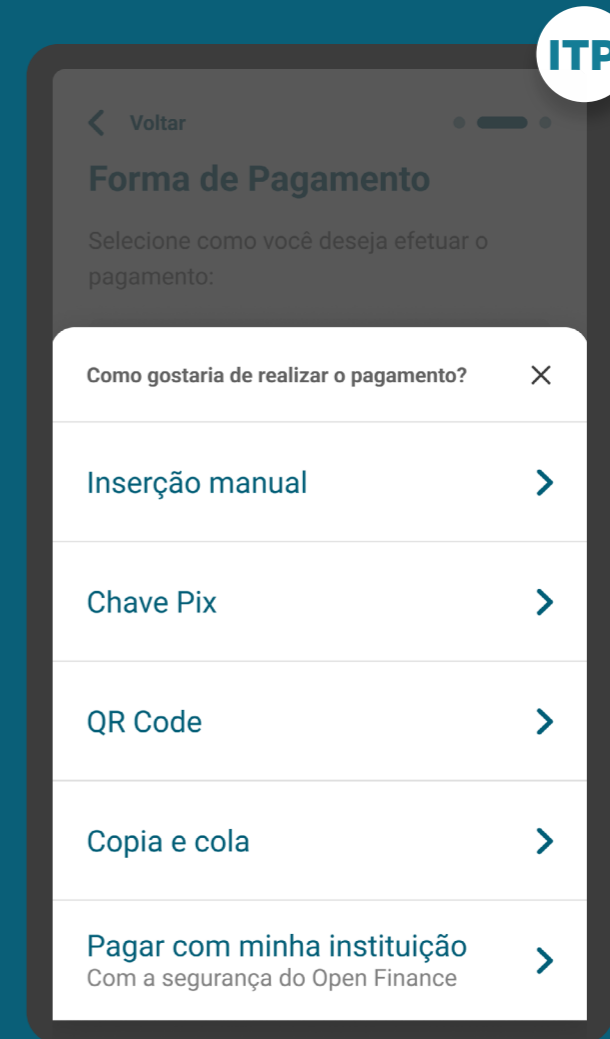 ITP
Voltar
Forma de Pagamento
Selecione como você deseja efetuar o
pagamento:
Como gostaria de realizar o pagamento?
Inserção manual
Chave Pix
QR Code
Copia e cola
Pagar com minha instituição
Com a segurança do Open Finance